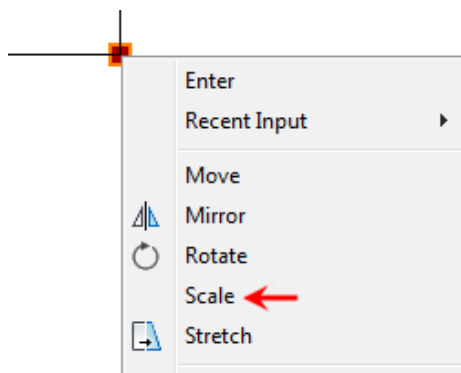 Enter
Recent Input
Move
Mirror
Rotate
Scale
Stretch